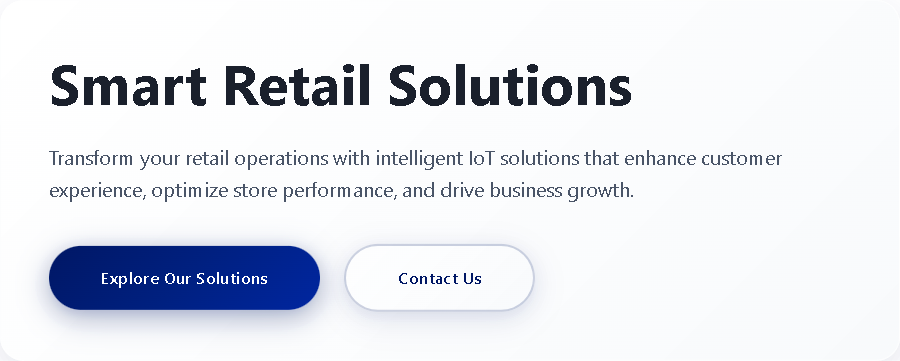 Smart Retail Solutions
Transform your retail operations with intelligent IoT solutions that enhance customer
experience, optimize store performance, and drive business growth.
Explore Our Solutions
Contact Us